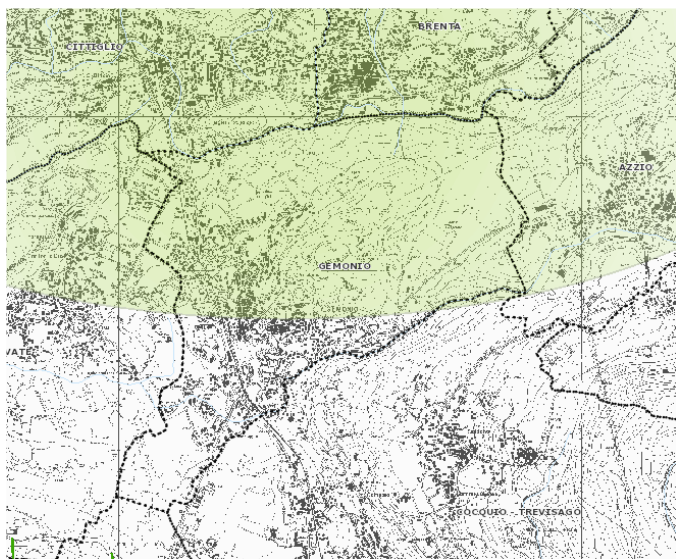 BRENTA
CITTIGLIO
AZZIO
GEMONIO
VATE
COCQUIO - TREVISAGO